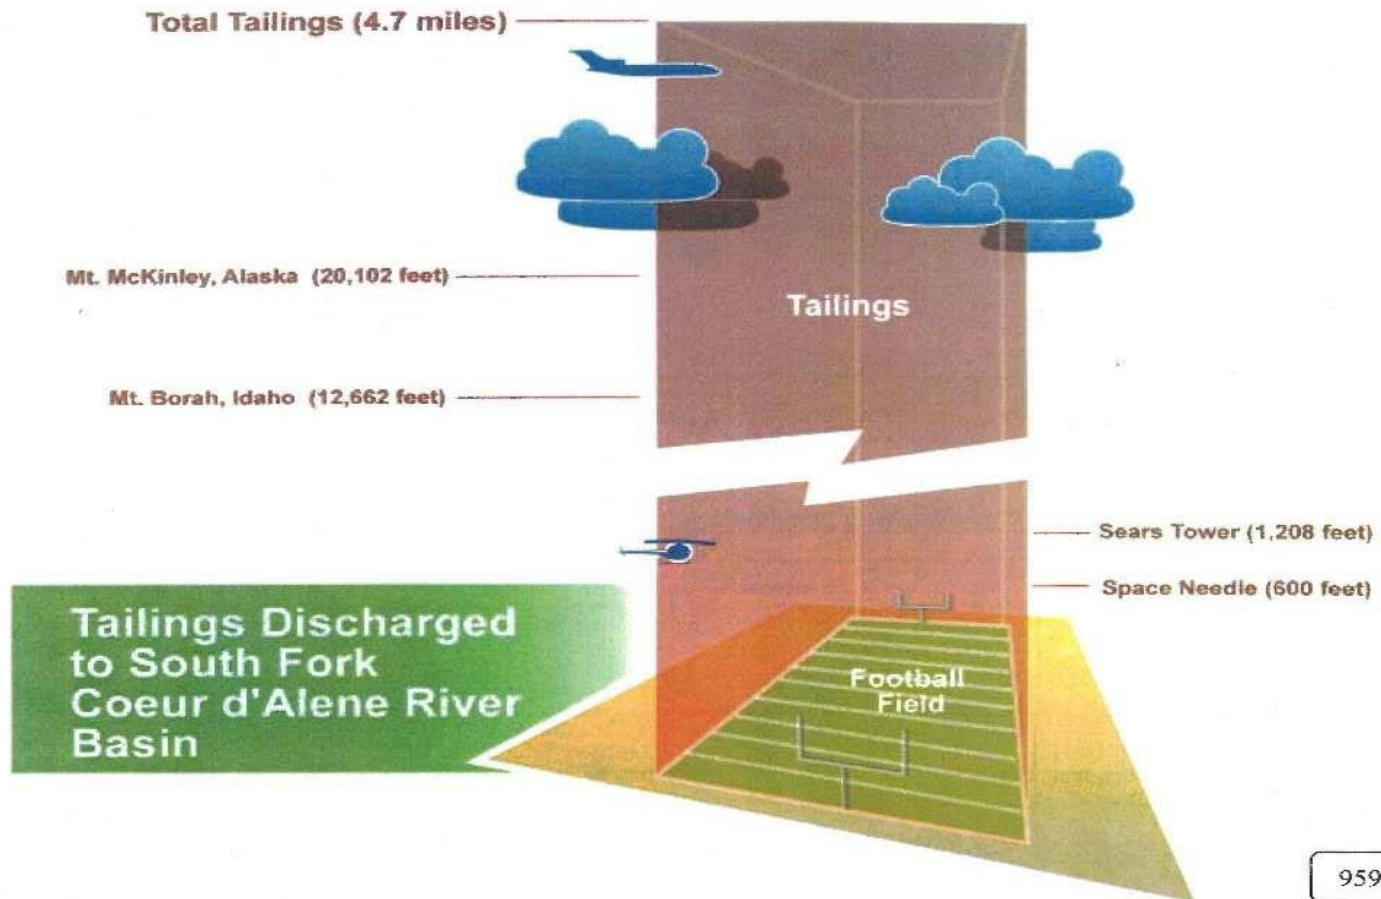 Total Tailings (4.7 miles)
Mt. McKinley, Alaska (20,102 feet)
Tailings
Mt. Borah, Idaho (12,662 feet)
Sears Tower (1,208 feet)
Space Needle (600 feet)
Tailings Discharged
to South Fork
Coeur d'Alene River
Basin
Football
Field
959